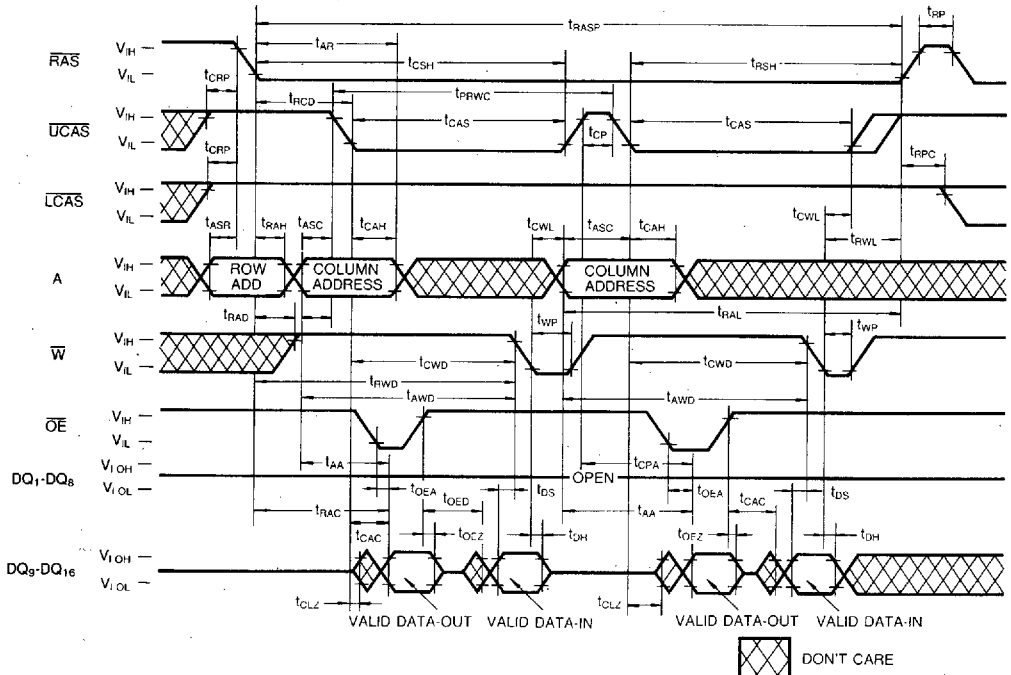 tRASP
tRP
tAR
RAS
VIH
VIL
tCSH
tRSH
tCRP
tPRWC
tRCD
UCAS
VIH
VIL
tCAS
tCP
tCAS
tCRP
tRPC
LCAS
VIH
VIL
tCWL
tRWL
tASR
tRAH
tASC
tCAH
tCWL
tASC
tCAH
A
VIH
VIL
ROW
ADD
COLUMN
ADDRESS
COLUMN
ADDRESS
tRAD
tRAL
tWP
tWP
W
VIH
VIL
tCWD
tCWD
tRWD
tAWD
tAWD
OE
VIH
VIL
tAA
tCPA
DQ1-DQ8
VI OH
VI OL
OPEN
tOEA
tDS
tOEA
tCAC
tDS
tRAC
tOED
tAA
tCAC
tOEZ
tDH
tOEZ
tDH
DQ9-DQ16
VI OH
VI OL
tCLZ
tCLZ
VALID DATA-OUT
VALID DATA-IN
VALID DATA-OUT
VALID DATA-IN
DON'T CARE